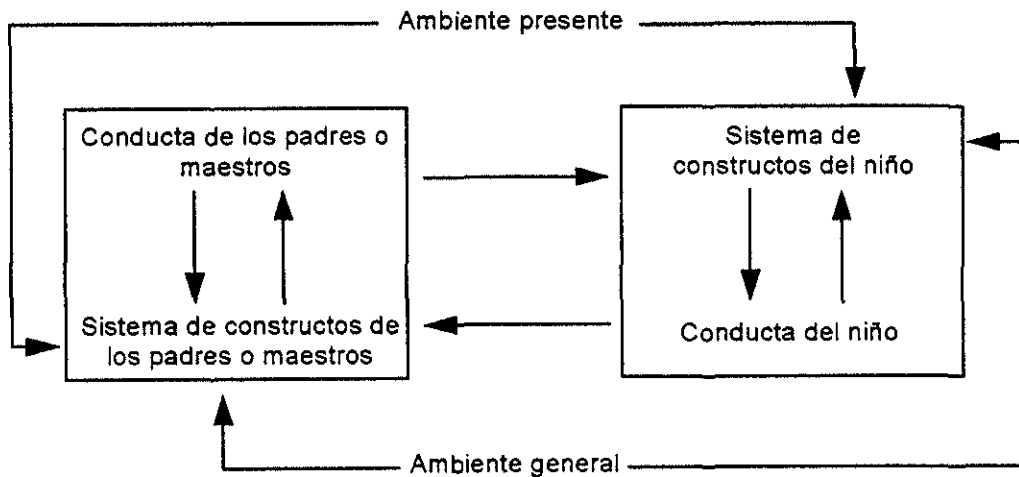 Ambiente presente
Conducta de los padres o
maestros
Sistema de constructos de
los padres o maestros
Sistema de
constructos del niño
Conducta del niño
Ambiente general